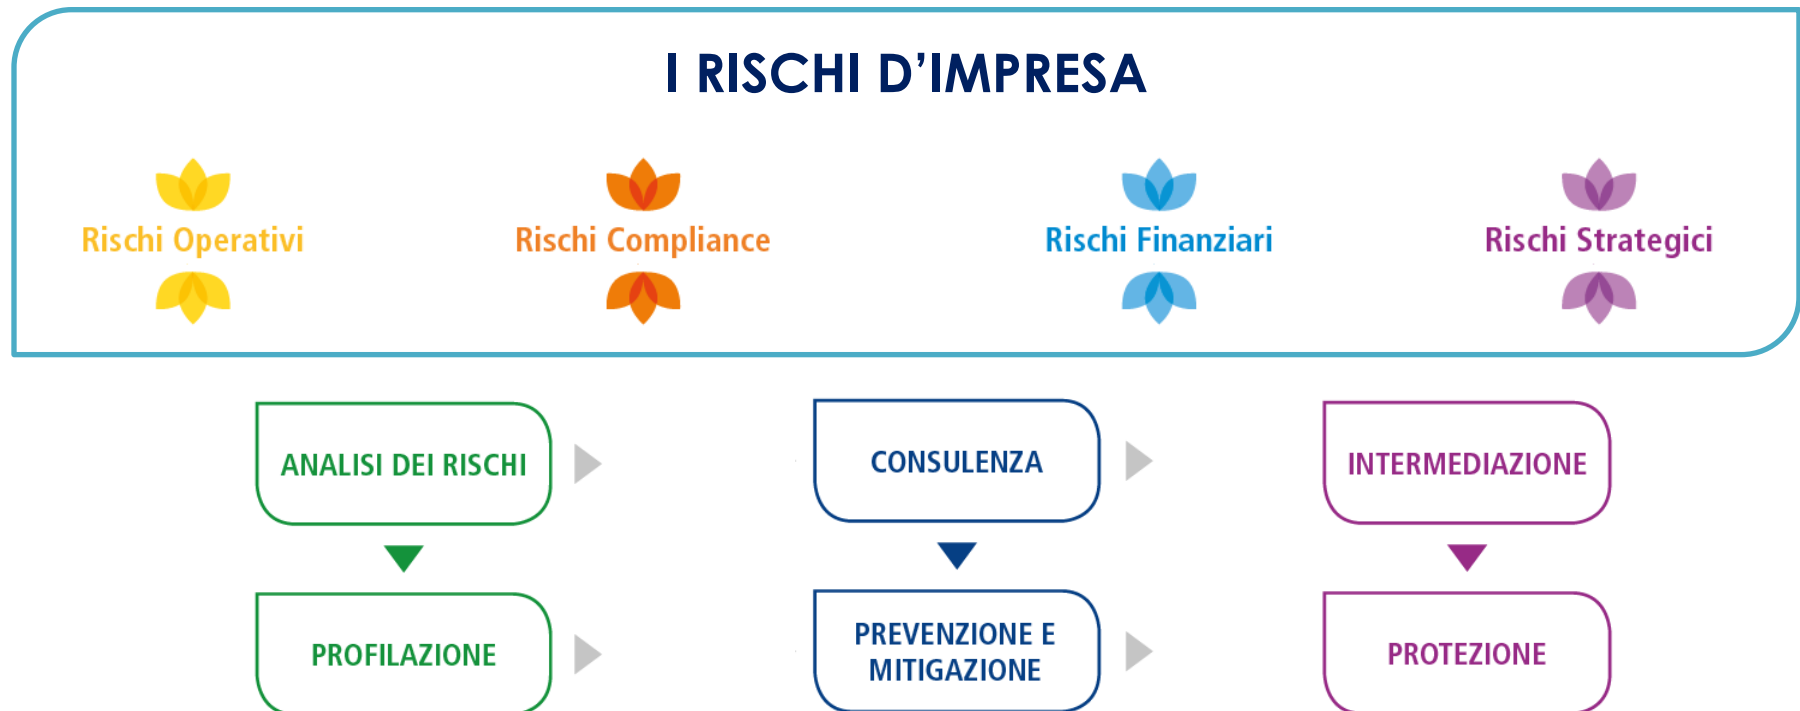 I RISCHI D’IMPRESA
Rischi Operativi
Rischi Compliance
Rischi Finanziari
Rischi Strategici
ANALISI DEI RISCHI
CONSULENZA
INTERMEDIAZIONE
PROFILAZIONE
PREVENZIONE E
MITIGAZIONE
PROTEZIONE